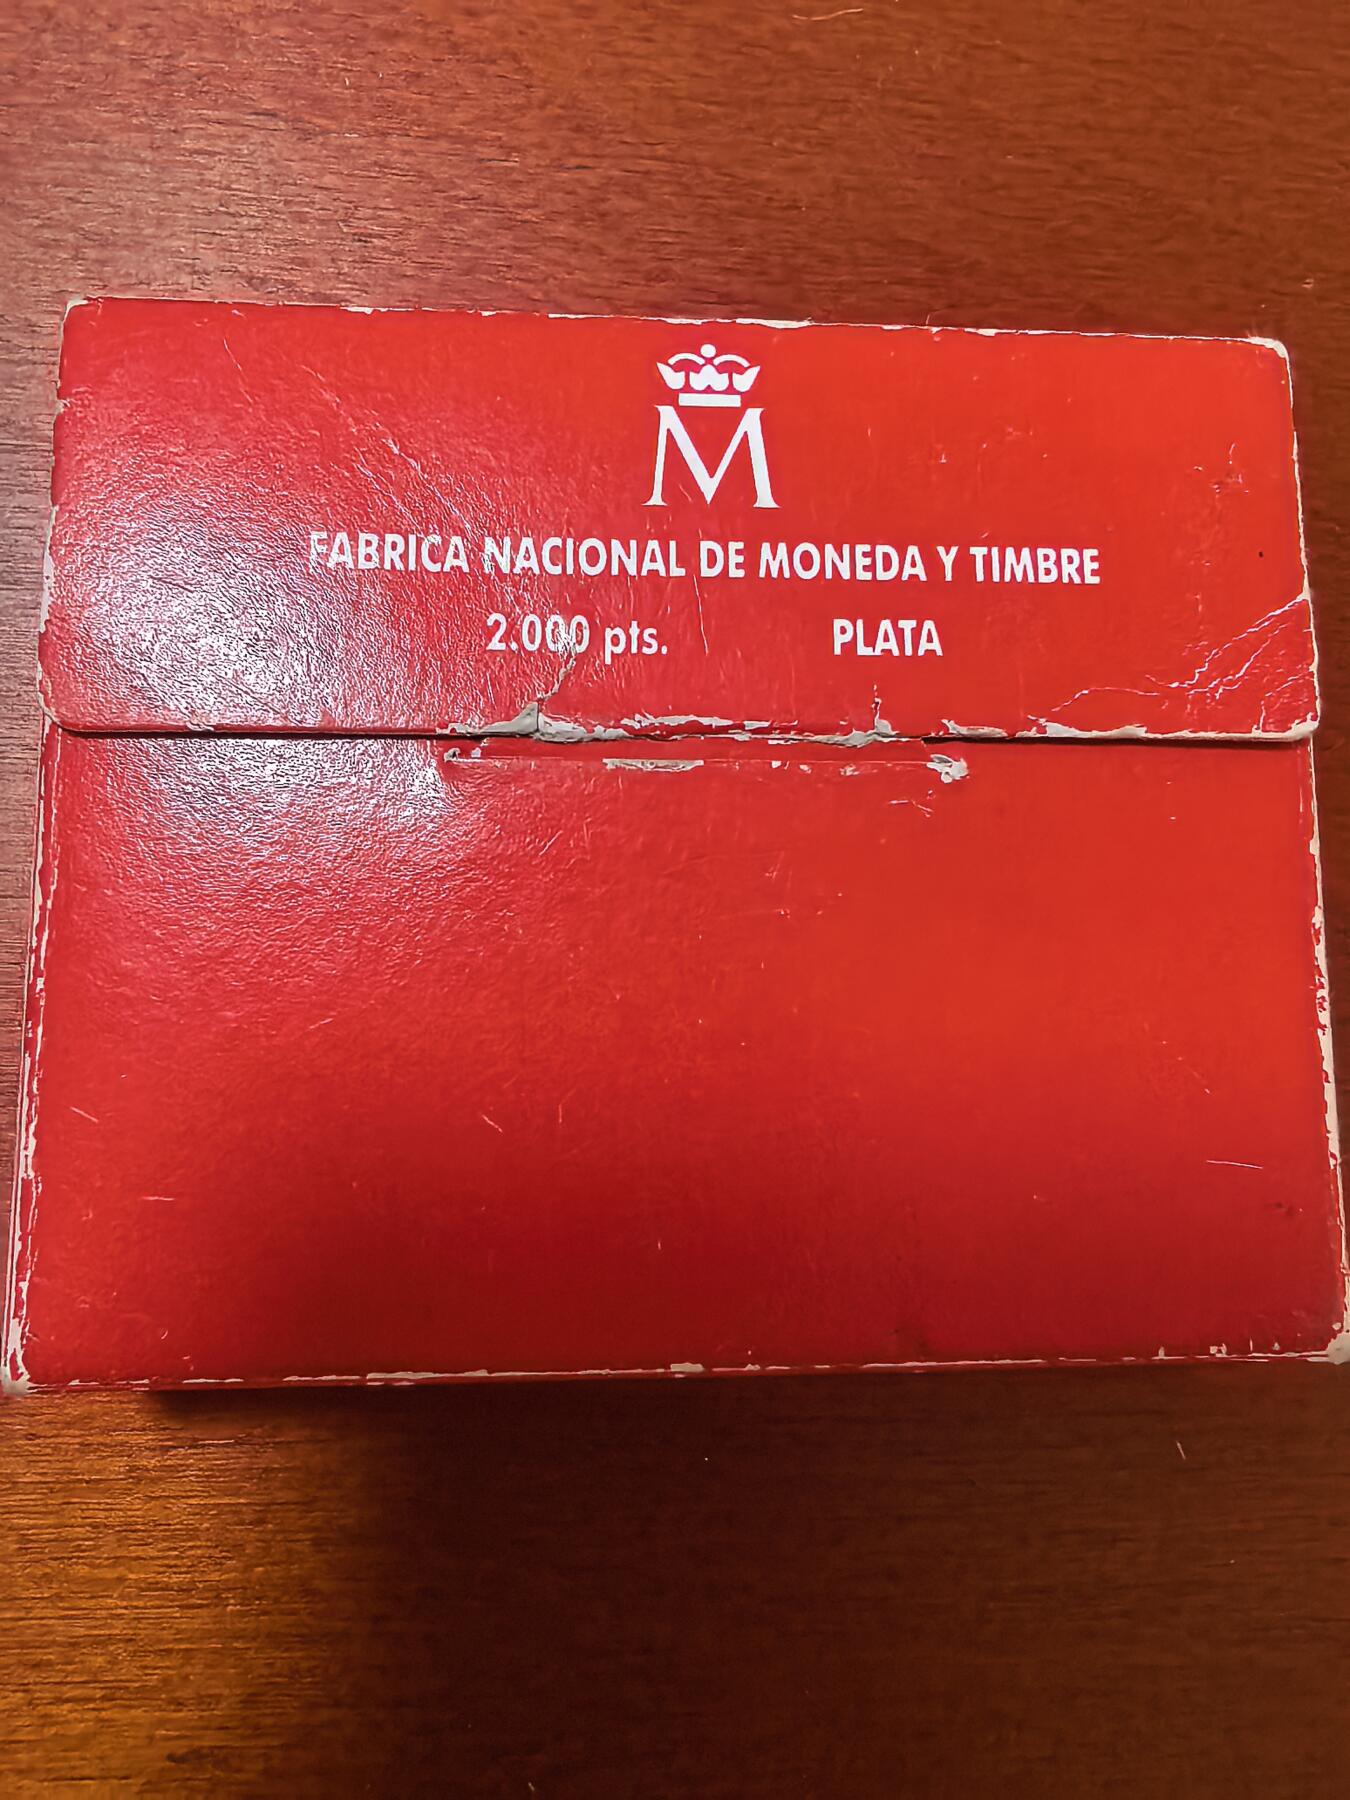 M
FABRICA NACIONAL DE MONEDA Y TIMBRE
2.000 pts. PLATA